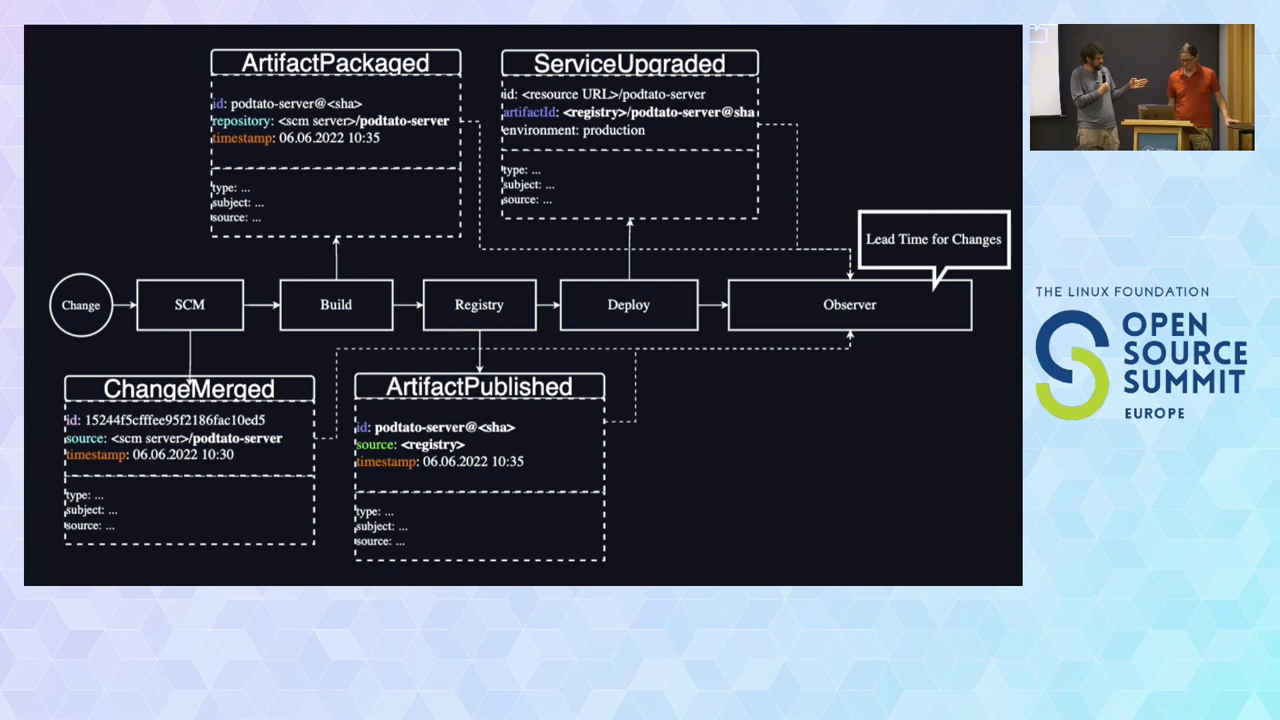 ArtifactPackaged
id: podtato-server@<sha>
repository: <scm server>/podtato-server
timestamp: 06.06.2022 10:35
type: ...
subject: ...
source: ...
ServiceUpgraded
id: <resource URL>/podtato-server
artifactId: <registry>/podtato-server@sha
environment: production
type: ...
subject: ...
source: ...
Lead Time for Changes
Change
SCM
Build
Registry
Deploy
Observer
ChangeMerged
id: 15244f5cfffee95f2186fac10ed5
source: <scm server>/podtato-server
timestamp: 06.06.2022 10:30
type: ...
subject: ...
source: ...
ArtifactPublished
id: podtato-server@<sha>
source: <registry>
timestamp: 06.06.2022 10:35
type: ...
subject: ...
source: ...
THE LINUX FOUNDATION
OPEN
SOURCE
SUMMIT
EUROPE